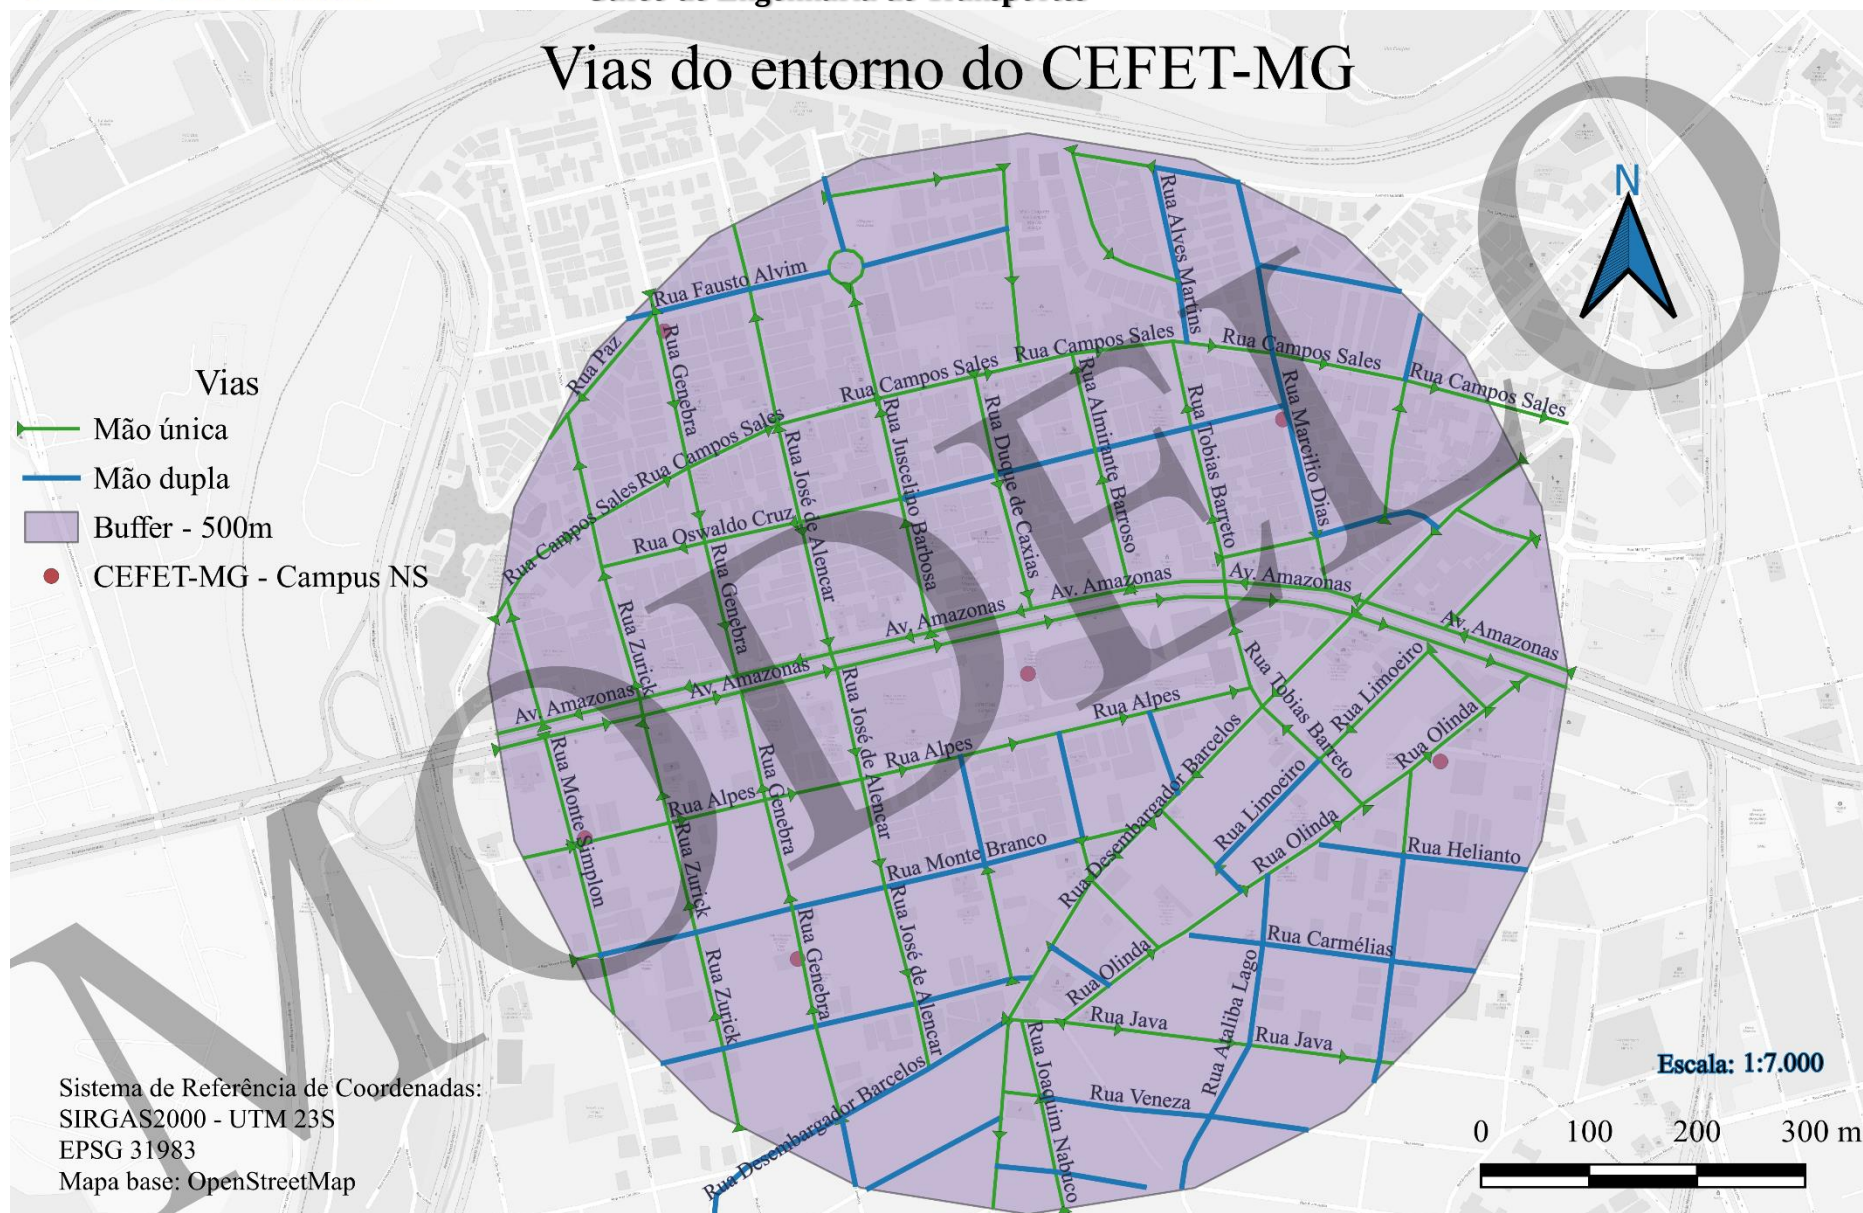 Curso de Engenharia de Transportes
Vias do entorno do CEFET-MG
MODELO
N
Vias
Mão única
Mão dupla
Buffer - 500m
CEFET-MG - Campus NS
Rua Fausto Alvim
Rua Paz
Rua Genebra
Rua Alves Martins
Rua Campos Sales
Rua Campos Sales
Rua Campos Sales
Rua Campos Sales
Rua Campos Sales
Rua Campos Sales
Rua Campos Sales
Rua José de Alencar
Rua Juscelino Barbosa
Rua Duque de Caxias
Rua Almirante Barroso
Rua Tobias Barreto
Rua Marcilio Dias
Rua Oswaldo Cruz
Rua Genebra
Rua Zurick
Av. Amazonas
Av. Amazonas
Av. Amazonas
Av. Amazonas
Av. Amazonas
Av. Amazonas
Rua Tobias Barreto
Rua Limoeiro
Rua Olinda
Rua Alpes
Rua Alpes
Rua Alpes
Rua Monte Simplon
Rua Zurick
Rua Genebra
Rua José de Alencar
Rua Desembargador Barcelos
Rua Limoeiro
Rua Olinda
Rua Helianto
Rua Monte Branco
Rua Zurick
Rua Genebra
Rua José de Alencar
Rua Olinda
Rua Carmélias
Rua Ataliba Lago
Rua Java
Rua Java
Rua Joaquim Nabuco
Rua Veneza
Rua Desembargador Barcelos
Sistema de Referência de Coordenadas:
SIRGAS2000 - UTM 23S
EPSG 31983
Mapa base: OpenStreetMap
Escala: 1:7.000
0 100 200 300 m